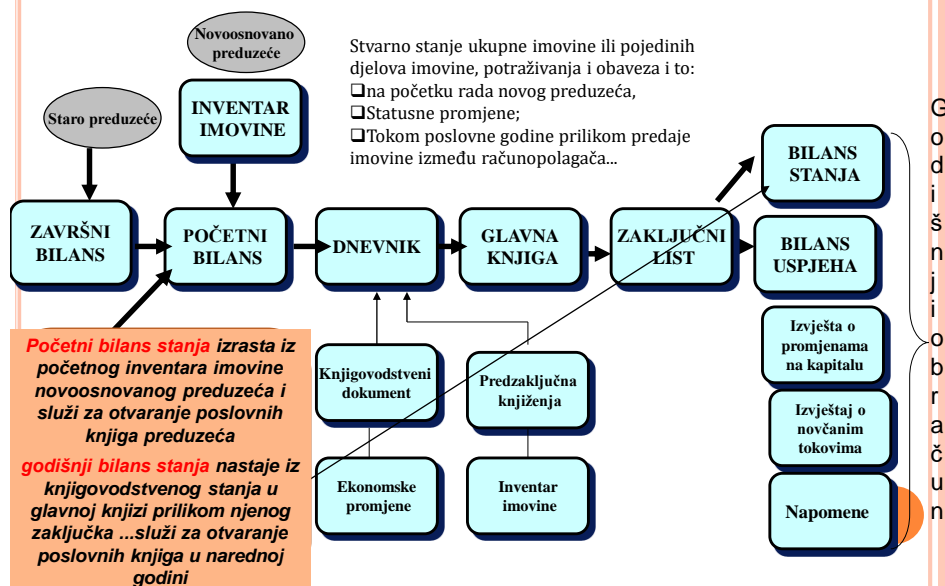 Novoosnovano
preduzeće
Stvarno stanje ukupne imovine ili pojedinih
djelova imovine, potraživanja i obaveza i to:
❑na početku rada novog preduzeća,
❑Statusne promjene;
❑Tokom poslovne godine prilikom predaje
imovine između računopolagača...
Staro preduzeće
INVENTAR
IMOVINE
ZAVRŠNI
BILANS
POČETNI
BILANS
DNEVNIK
GLAVNA
KNJIGA
ZAKLJUČNI
LIST
BILANS
STANJA
BILANS
USPJEHA
Izvješta o
promjenama
na kapitalu
Izvještaj o
novčanim
tokovima
Napomene
Godišnji obračun
Knjigovodstveni
dokument
Predzaključna
knjiženja
Ekonomske
promjene
Inventar
imovine
Početni bilans stanja izrasta iz
početnog inventara imovine
novoosnovanog preduzeća i
služi za otvaranje poslovnih
knjiga preduzeća
godišnji bilans stanja nastaje iz
knjigovodstvenog stanja u
glavnoj knjizi prilikom njenog
zaključka ...služi za otvaranje
poslovnih knjiga u narednoj
godini